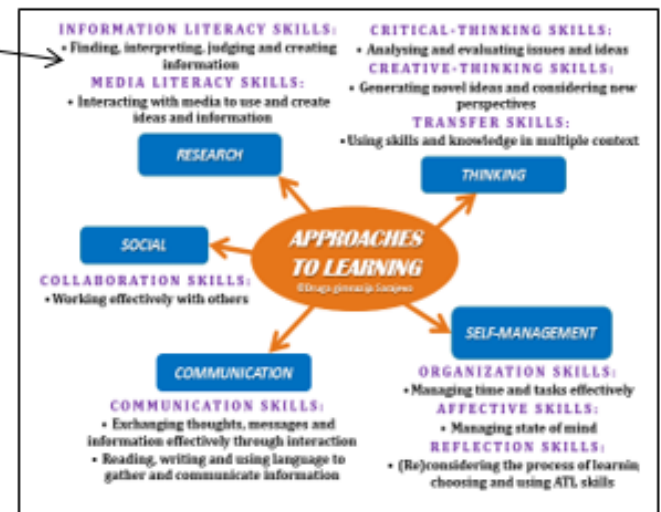 INFORMATION LITERACY SKILLS:
• Finding, interpreting, judging and creating
information
MEDIA LITERACY SKILLS:
• Interacting with media to use and create
ideas and information
RESEARCH
CRITICAL-THINKING SKILLS:
• Analysing and evaluating issues and ideas
CREATIVE-THINKING SKILLS:
• Generating novel ideas and considering new
perspectives
TRANSFER SKILLS:
• Using skills and knowledge in multiple context
THINKING
APPROACHES
TO LEARNING
©Druga gimnazija Sarajevo
SOCIAL
COLLABORATION SKILLS:
• Working effectively with others
COMMUNICATION
COMMUNICATION SKILLS:
• Exchanging thoughts, messages and
information effectively through interaction
• Reading, writing and using language to
gather and communicate information
SELF-MANAGEMENT
ORGANIZATION SKILLS:
• Managing time and tasks effectively
AFFECTIVE SKILLS:
• Managing state of mind
REFLECTION SKILLS:
• (Re)considering the process of learnin
choosing and using ATL skills